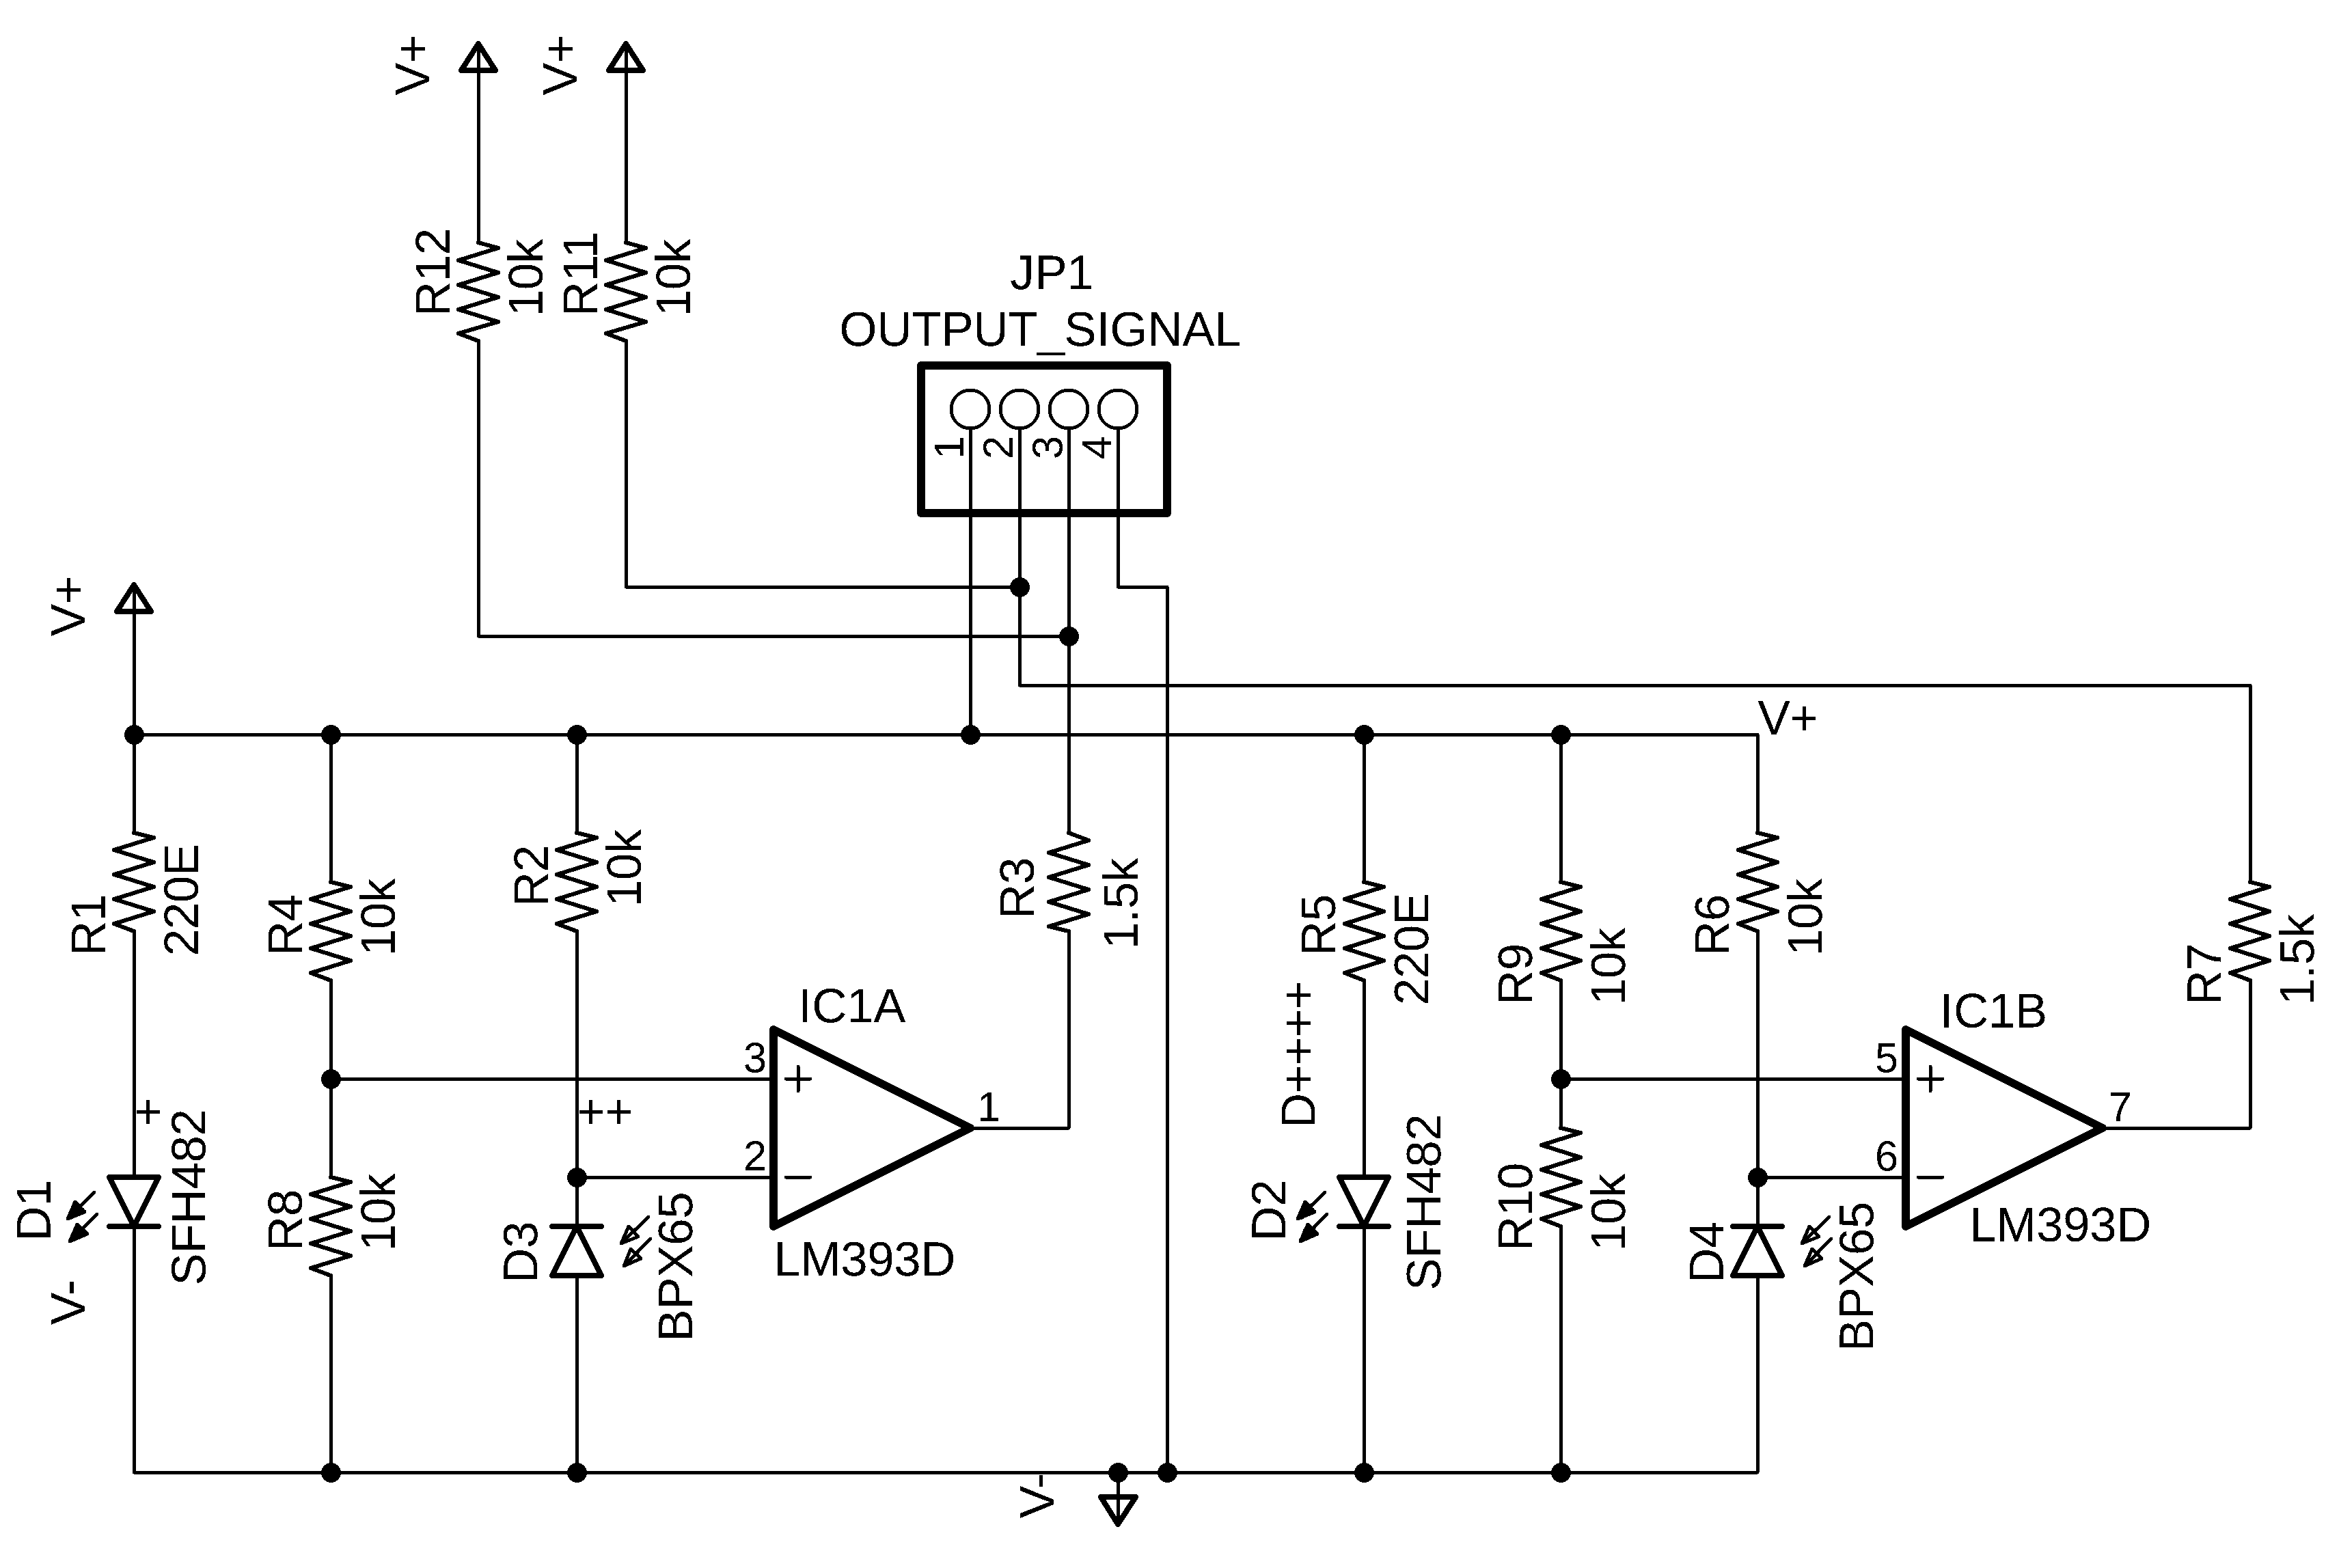 V+
V+
R12
10k
R11
10k
JP1
OUTPUT_SIGNAL
1
2
3
4
V+
V+
R1
220E
R4
10k
R2
10k
R3
1.5k
R5
220E
R9
10k
R6
10k
R7
1.5k
IC1A
3
+
2
−
1
LM393D
IC1B
5
+
6
−
7
LM393D
+
++
D++++
D1
SFH482
V-
R8
10k
D3
BPX65
D2
SFH482
R10
10k
D4
BPX65
V-